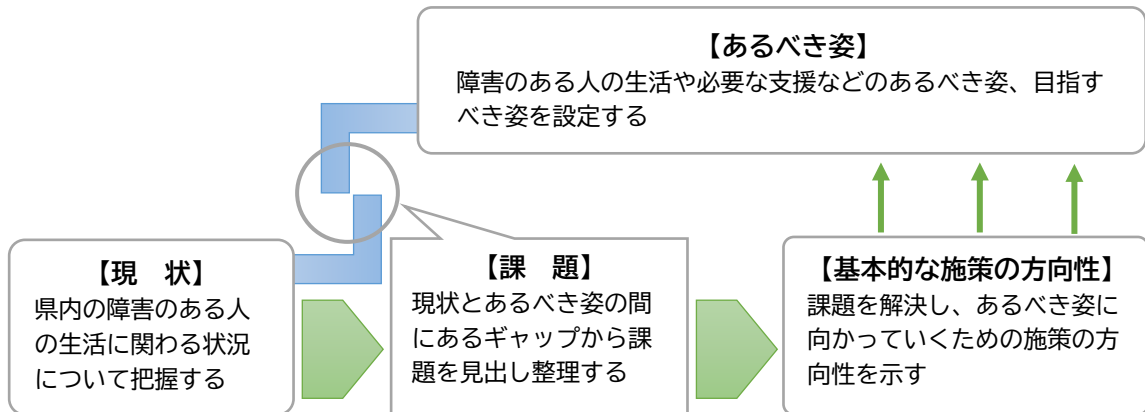 【あるべき姿】
障害のある人の生活や必要な支援などのあるべき姿、目指す
べき姿を設定する
【現　状】
県内の障害のある人
の生活に関わる状況
について把握する
【課　題】
現状とあるべき姿の間
にあるギャップから課
題を見出し整理する
【基本的な施策の方向性】
課題を解決し、あるべき姿に
向かっていくための施策の方
向性を示す